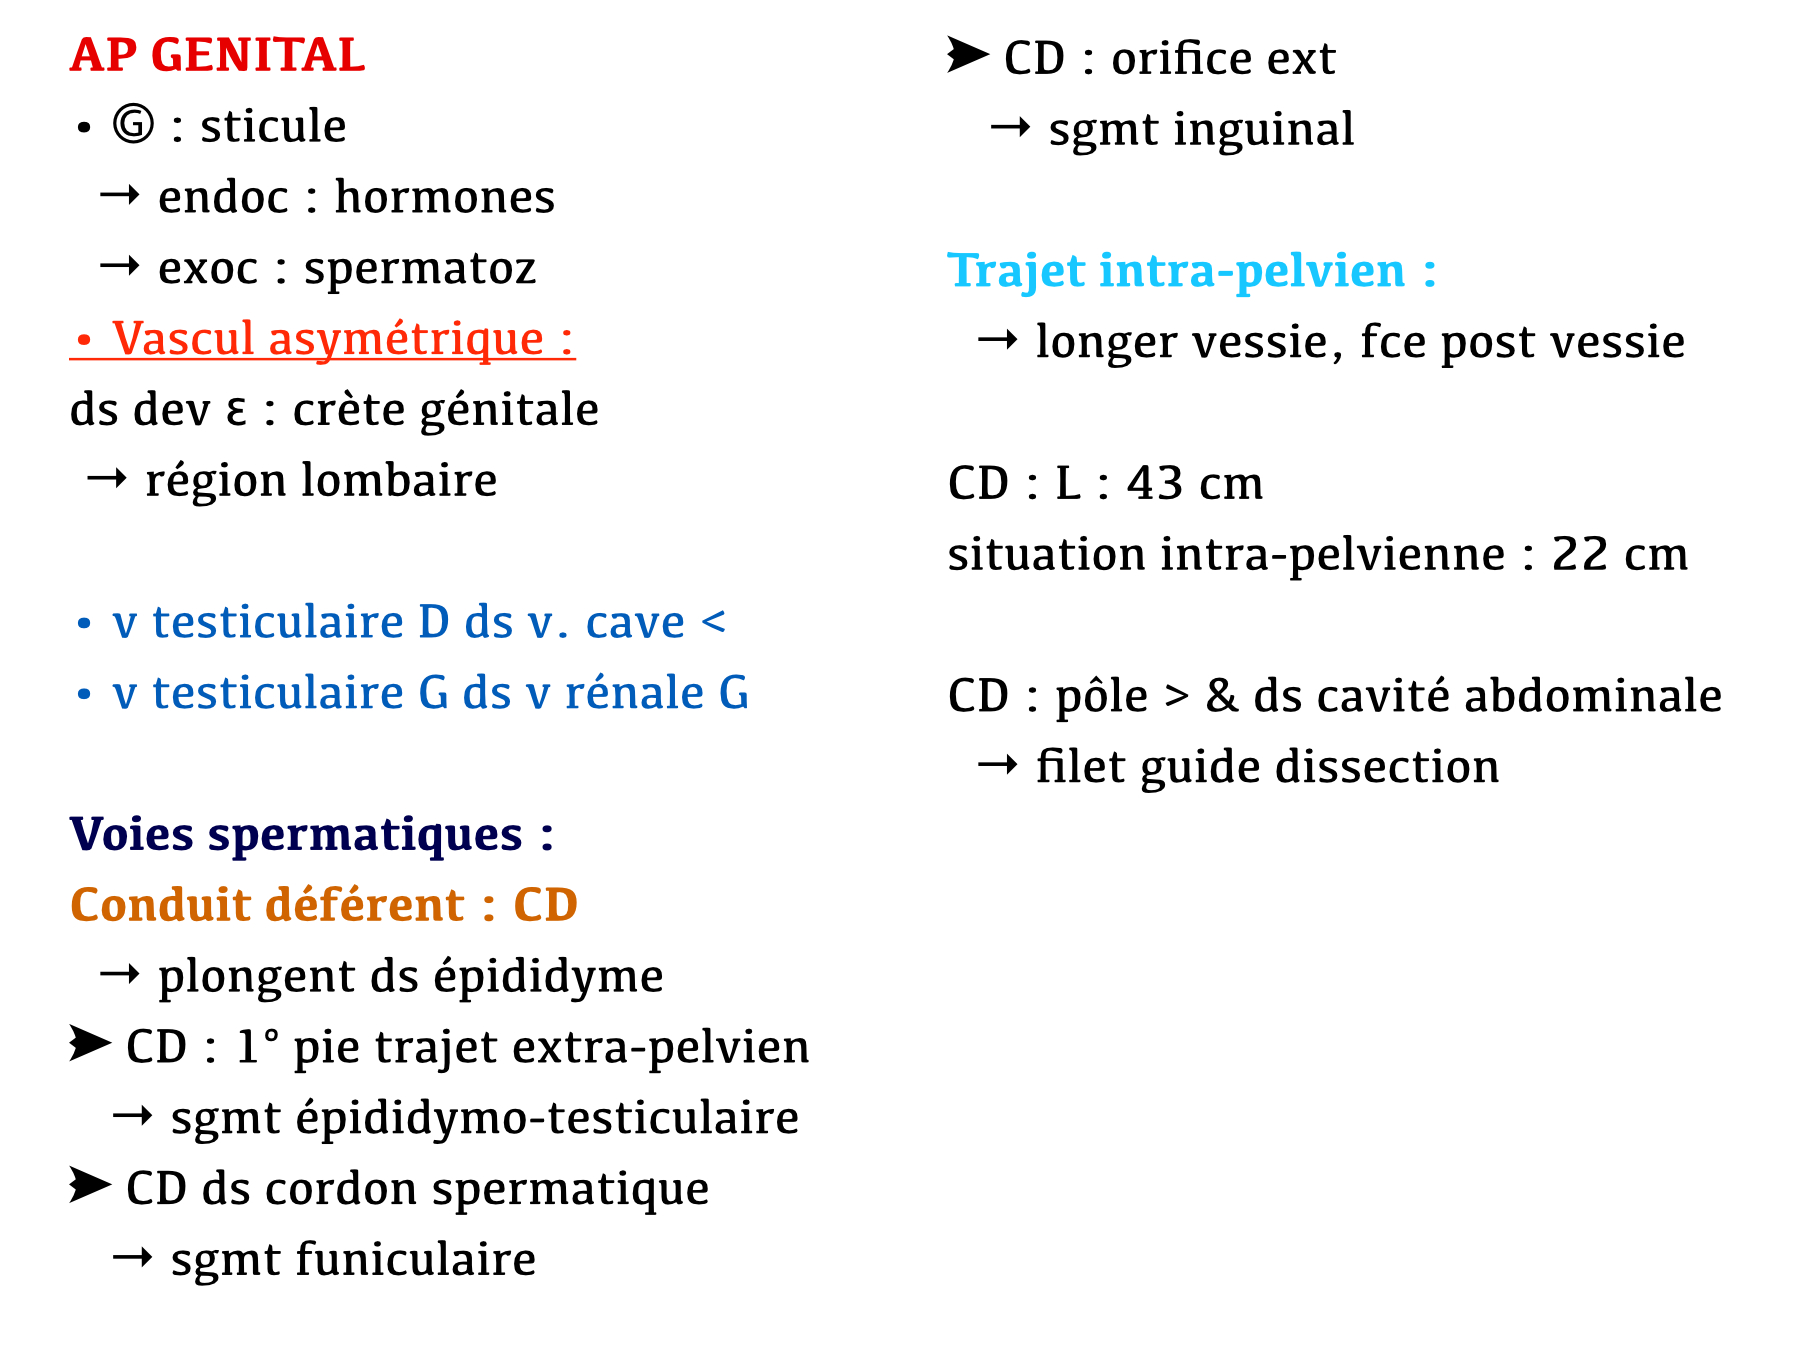 AP GENITAL
• Ⓖ : sticule
→ endoc : hormones
→ exoc : spermatoz
• Vascul asymétrique :
ds dev ε : crète génitale
→ région lombaire
• v testiculaire D ds v. cave <
• v testiculaire G ds v rénale G
Voies spermatiques :
Conduit déférent : CD
→ plongent ds épididyme
➤ CD : 1° pie trajet extra-pelvien
→ sgmt épididymo-testiculaire
➤ CD ds cordon spermatique
→ sgmt funiculaire
➤ CD : orifice ext
→ sgmt inguinal
Trajet intra-pelvien :
→ longer vessie, fce post vessie
CD : L : 43 cm
situation intra-pelvienne : 22 cm
CD : pôle > & ds cavité abdominale
→ filet guide dissection